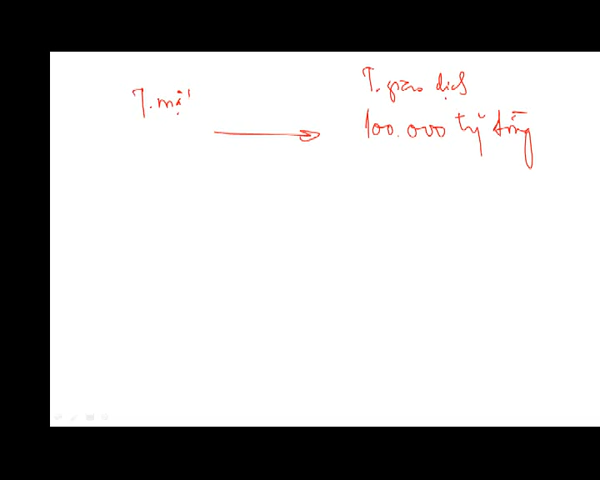 T. mặt
T. giao dịch
100.000 tỷ đồng